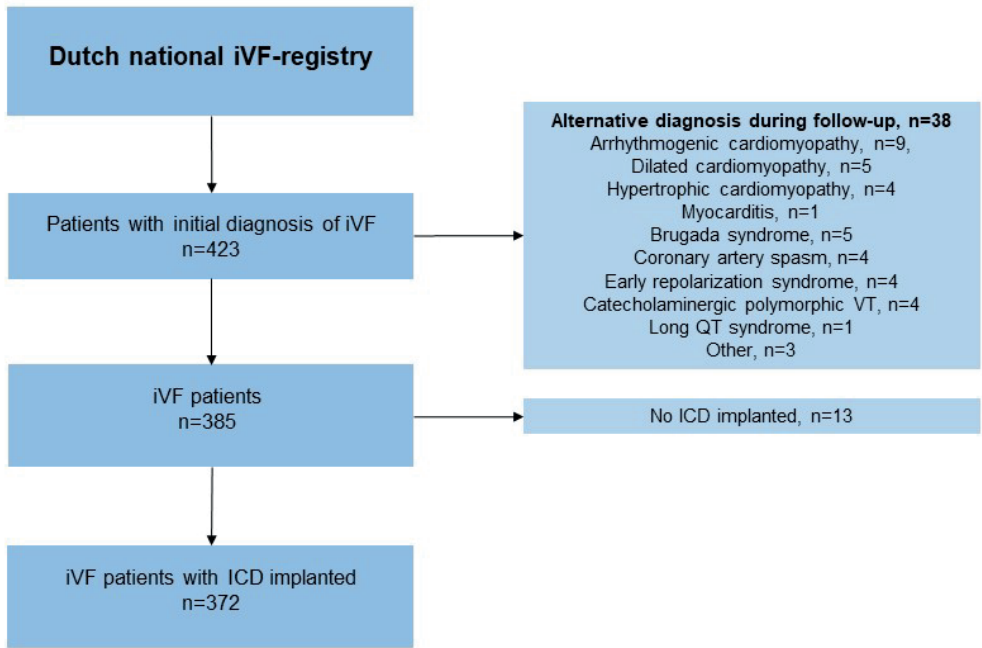 Dutch national iVF-registry
Alternative diagnosis during follow-up, n=38
Arrhythmogenic cardiomyopathy, n=9,
Dilated cardiomyopathy, n=5
Hypertrophic cardiomyopathy, n=4
Myocarditis, n=1
Brugada syndrome, n=5
Coronary artery spasm, n=4
Early repolarization syndrome, n=4
Catecholaminergic polymorphic VT, n=4
Long QT syndrome, n=1
Other, n=3
Patients with initial diagnosis of iVF
n=423
iVF patients
n=385
No ICD implanted, n=13
iVF patients with ICD implanted
n=372